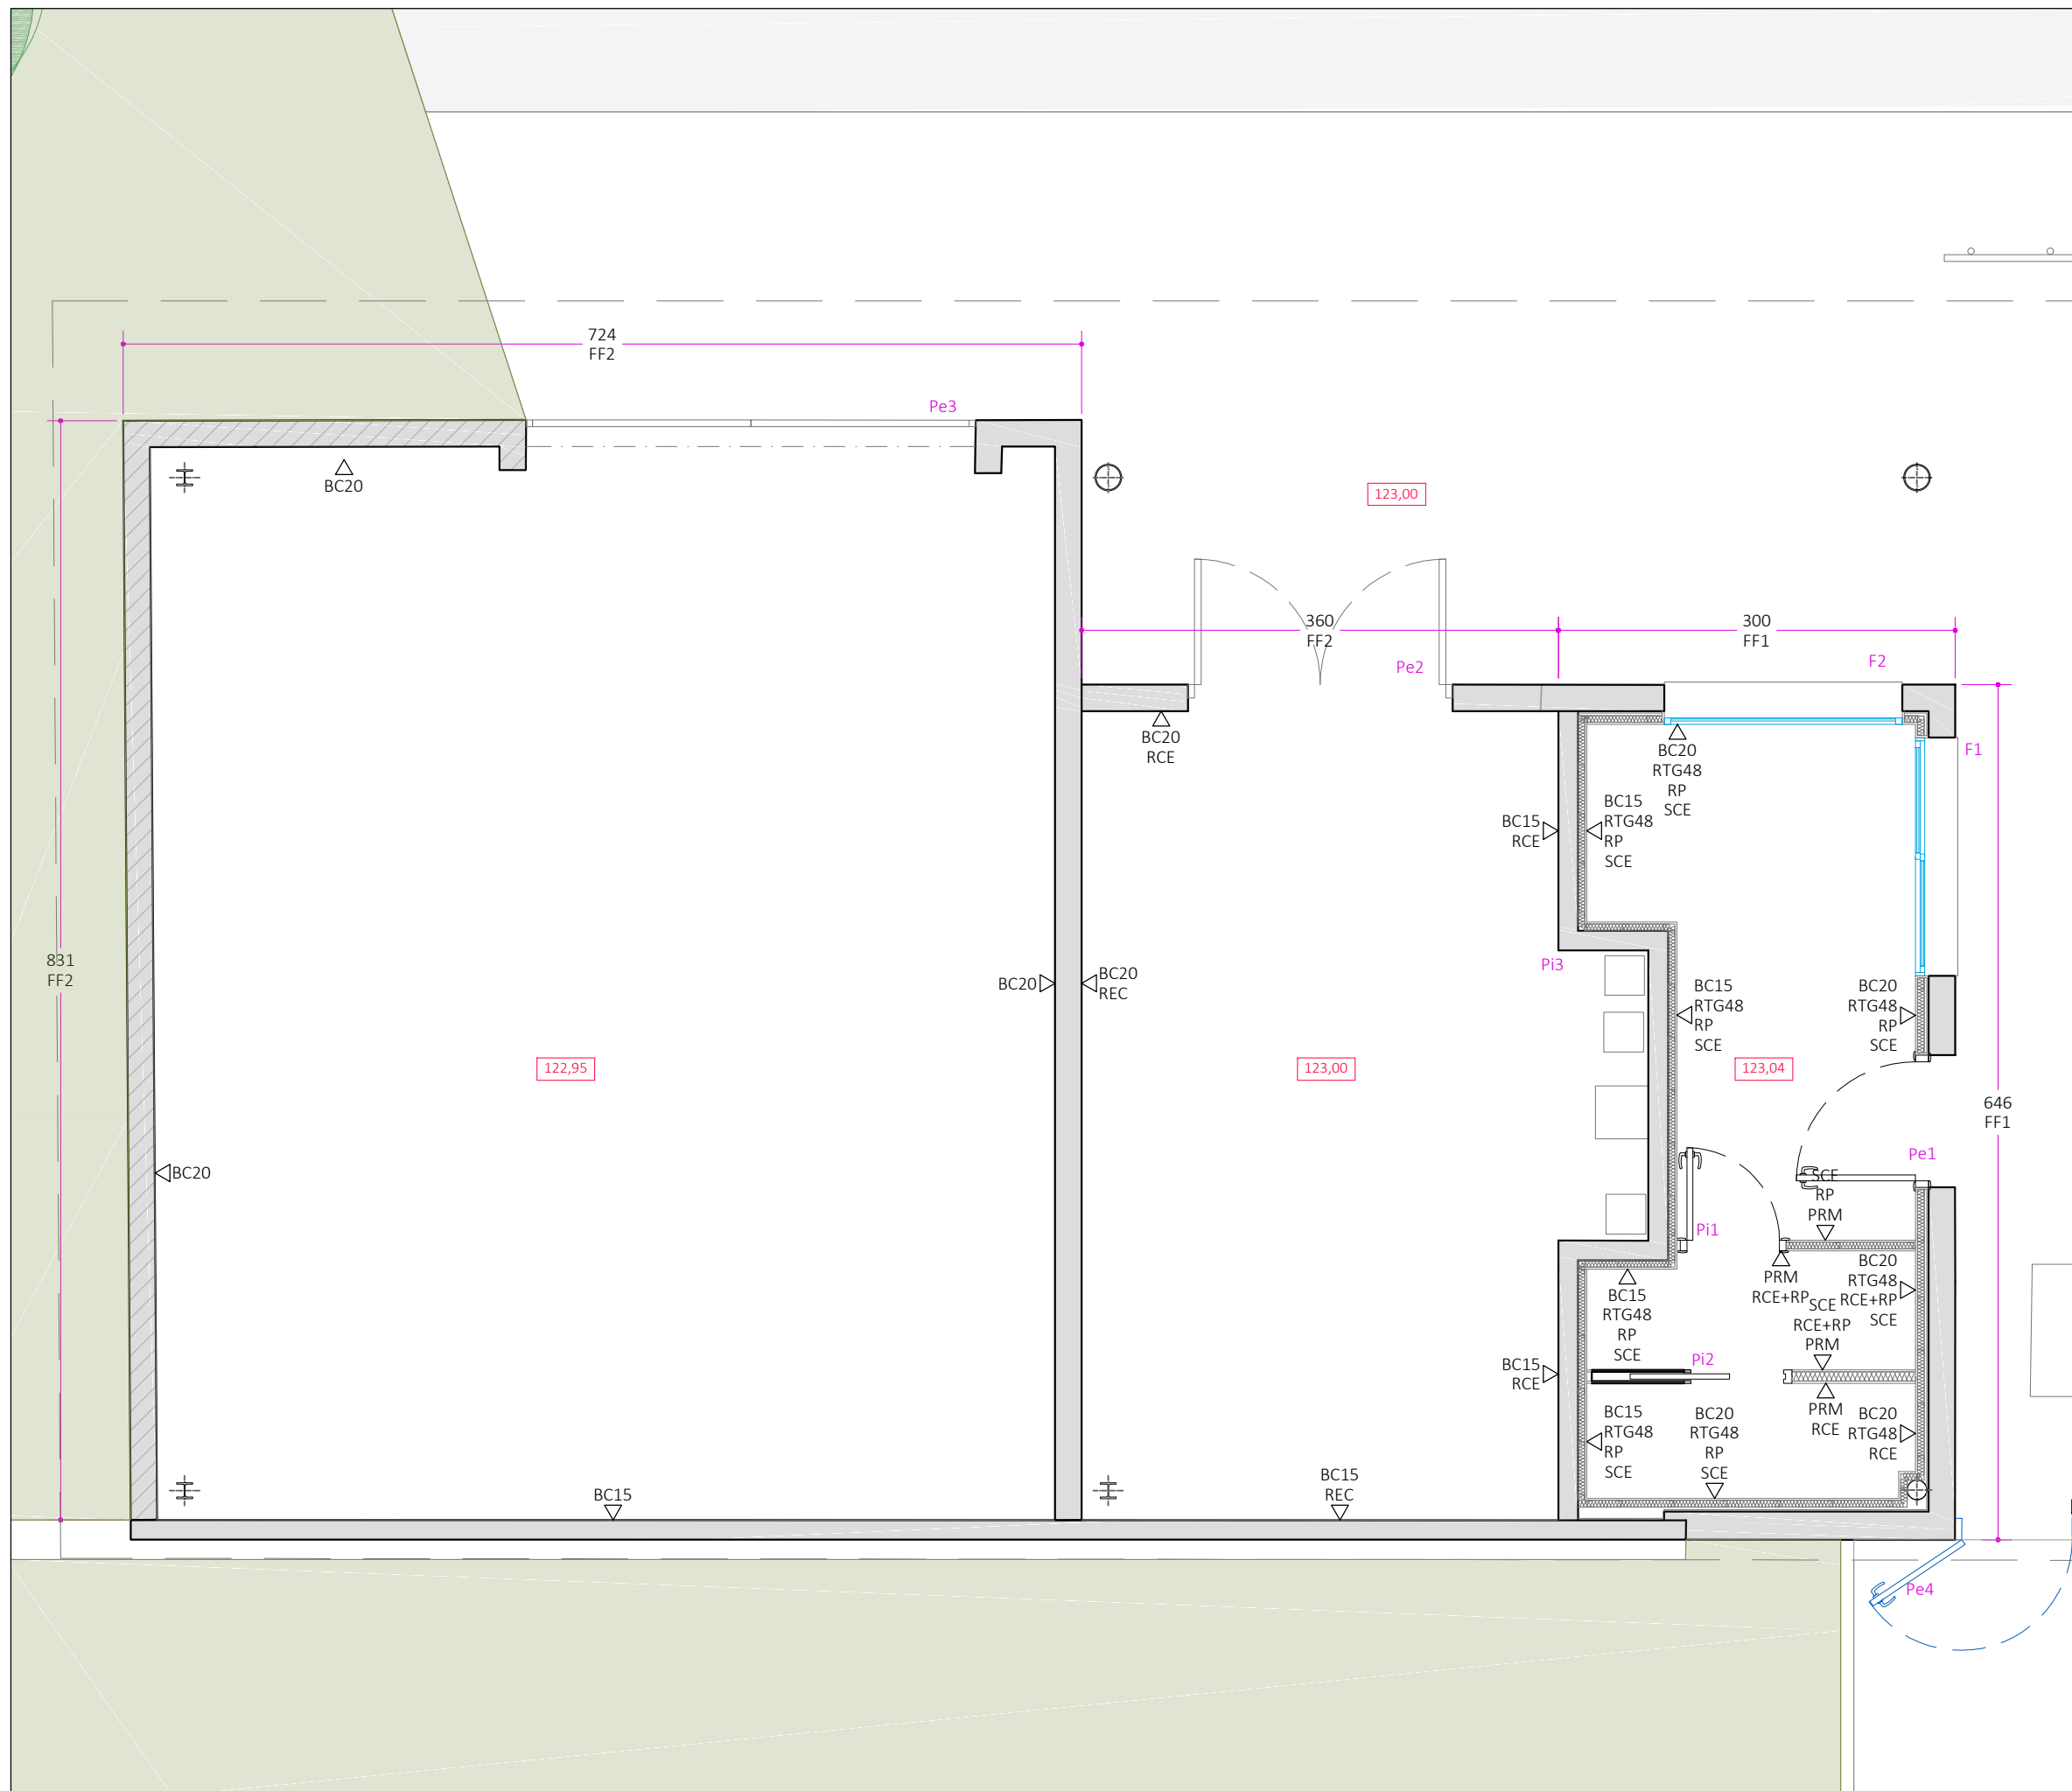 724
FF2
Pe3
BC20
123,00
360
FF2
300
FF1
Pe2
F2
F1
BC20
RCE
BC20
RTG48
RP
SCE
BC15
RCE
BC15
RTG48
RP
SCE
831
FF2
Pi3
BC20
BC20
REC
BC15
RTG48
RP
SCE
BC20
RTG48
RP
SCE
122,95
123,00
123,04
646
FF1
BC20
Pe1
SCE
RP
PRM
Pi1
PRM
RCE+RP
BC20
RTG48
RCE+RP
SCE
BC15
RTG48
RP
SCE
SCE
RCE+RP
PRM
Pi2
BC15
RCE
BC15
RTG48
RP
SCE
BC20
RTG48
RP
SCE
PRM
RCE
BC20
RTG48
RCE
BC15
BC15
REC
Pe4